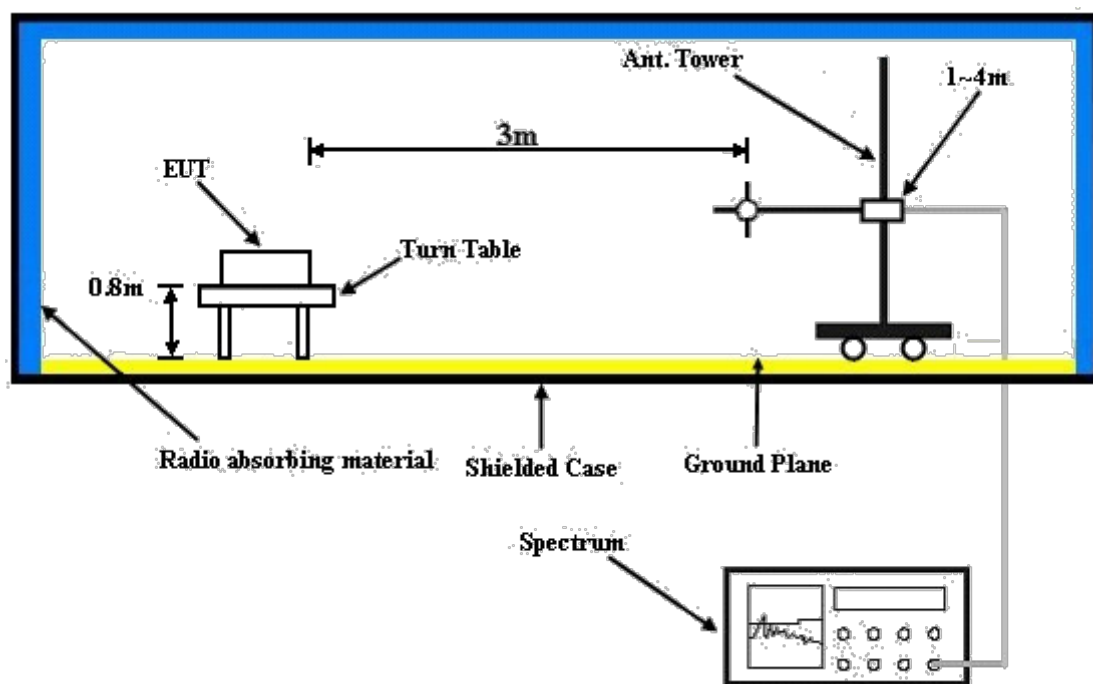 Ant. Tower
1~4m
3m
EUT
Turn Table
0.8m
Radio absorbing material
Shielded Case
Ground Plane
Spectrum